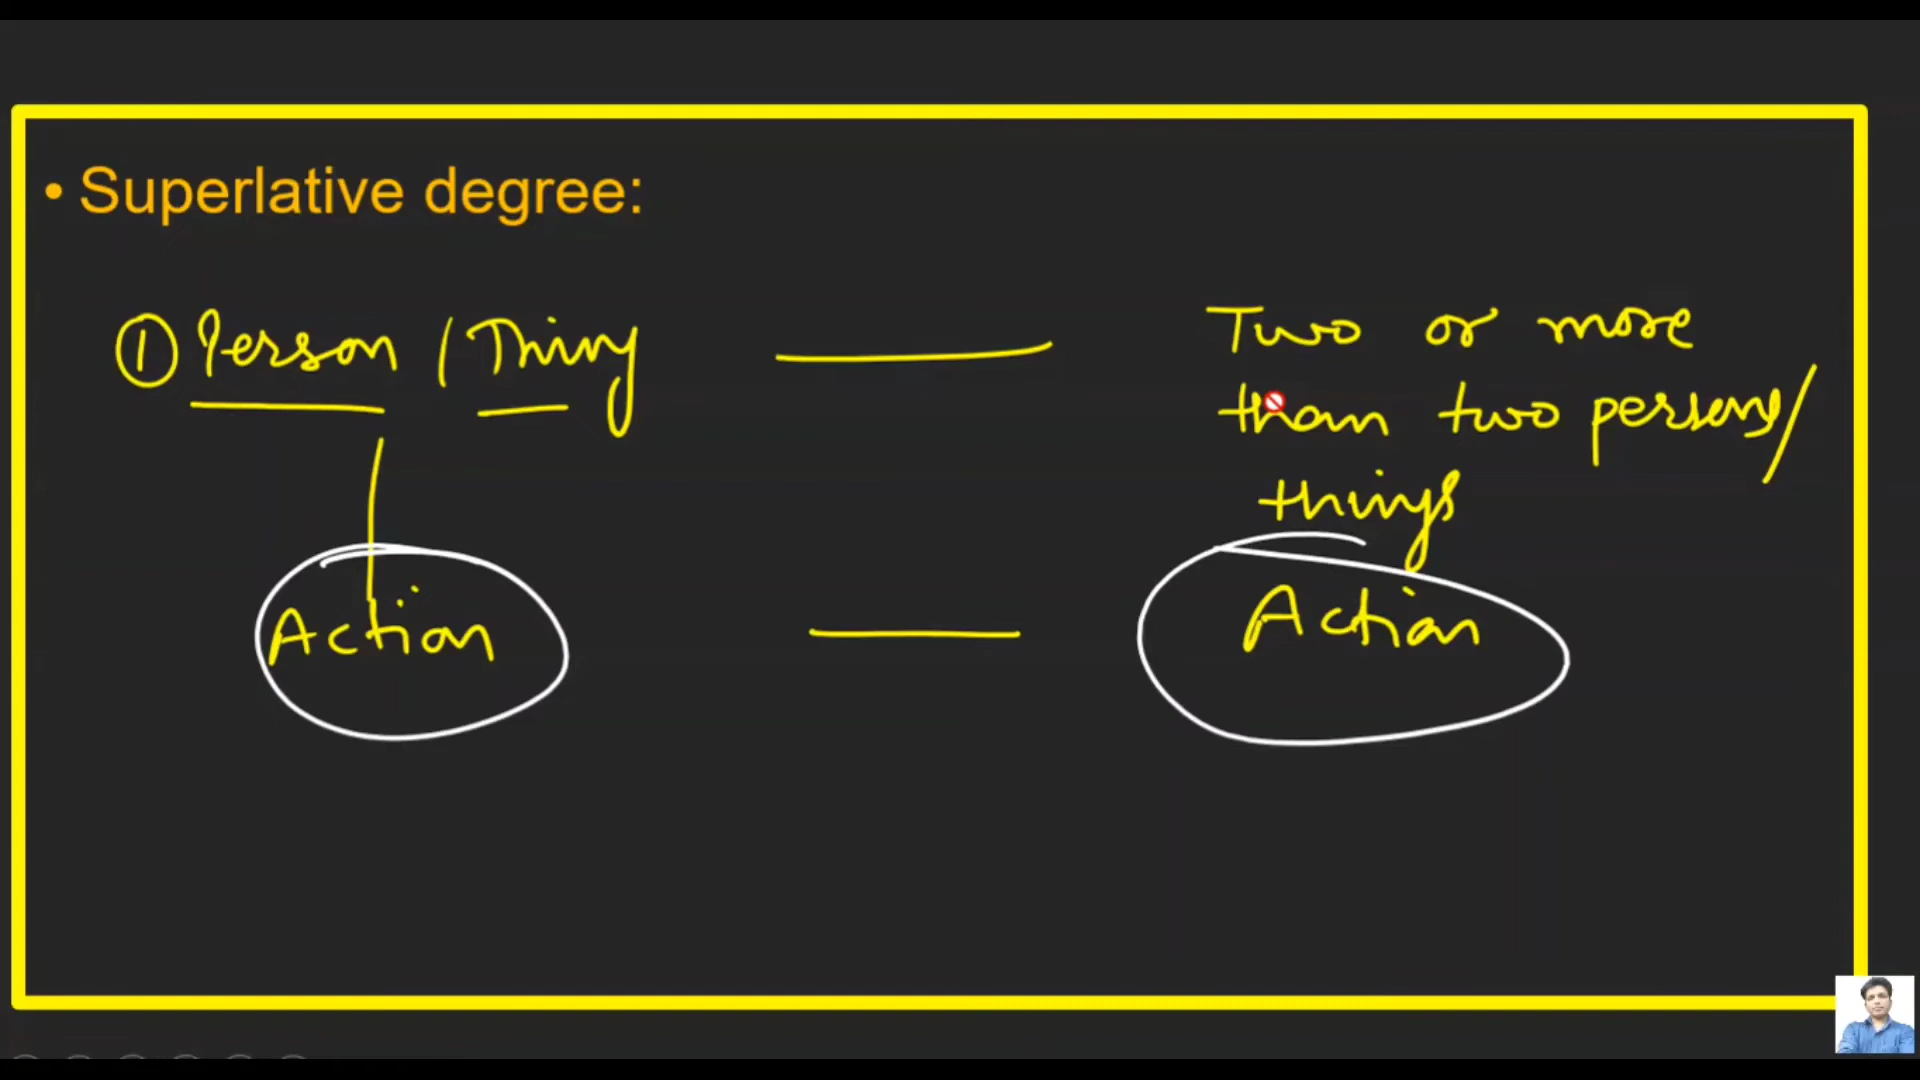 • Superlative degree:
① Person / Thing ——— Two or more
than two persons/
things
Action ——— Action